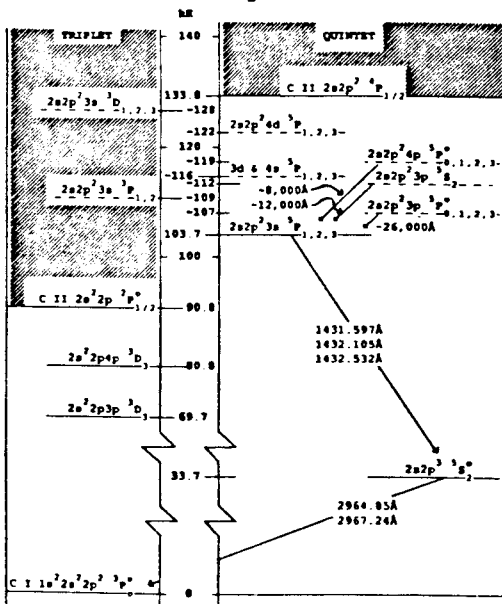 kK
TRIPLET
140
QUINTET
C II 2s2p² ⁴P₁/₂
133.8
2s2p²3s ³D₁,₂,₃
-128
-122
2s2p²4d ⁵P₁,₂,₃
120
-119
2s2p²4p ⁵P°₀,₁,₂,₃
-116
3d & 4s ⁵P₁,₂,₃
-112
2s2p²3p ⁵S₂
~8,000Å
2s2p²3s ³P₁,₂
-109
~12,000Å
-107
2s2p²3p ⁵P°₀,₁,₂,₃
~26,000Å
103.7
2s2p²3s ⁵P₁,₂,₃
100
C II 2s²2p ²P°₁/₂
90.8
1431.597Å
1432.105Å
1432.532Å
2s²2p4p ³D₃
80.8
2s²2p3p ³D₃
69.7
2s2p³ ⁵S°₂
33.7
2964.85Å
2967.24Å
C I 1s²2s²2p² ³P°₀
0